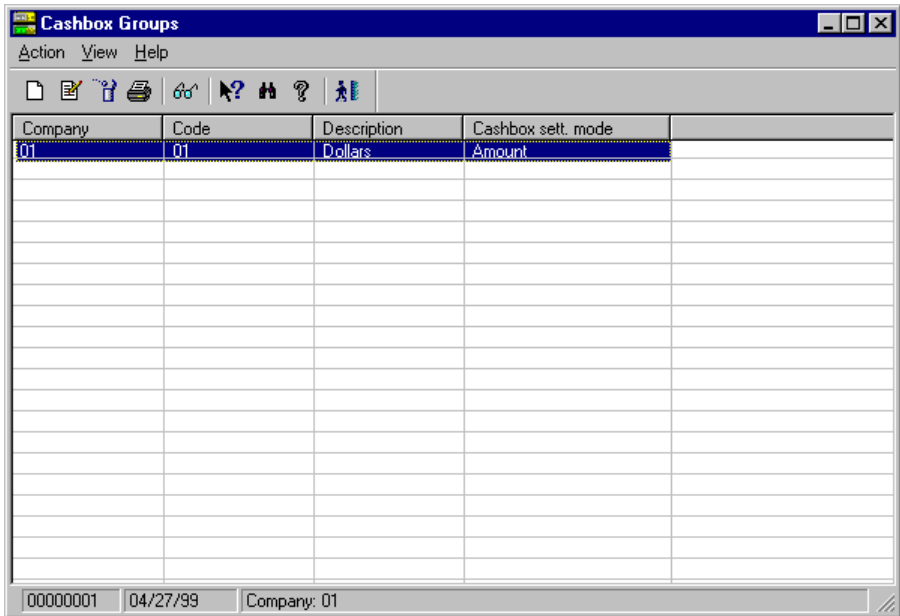 Cashbox Groups
Action View Help
Company Code Description Cashbox sett. mode
01 01 Dollars Amount
00000001 04/27/99 Company: 01